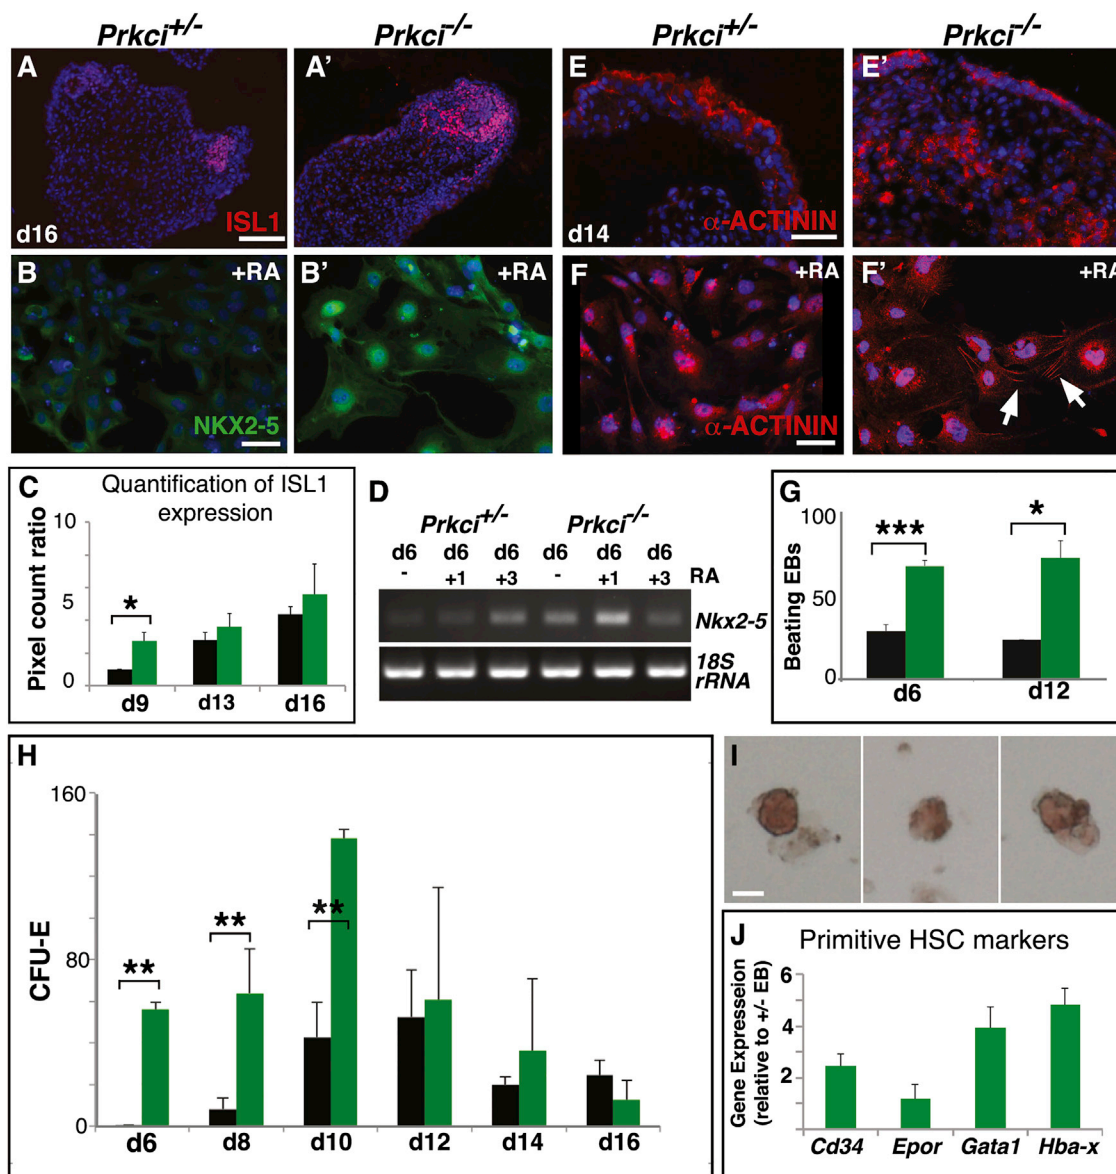 Prkci+/- Prkci-/- Prkci+/- Prkci-/-
A A' E E'
ISL1
d16
α-ACTININ
d14
B +RA B' +RA F +RA F' +RA
NKX2-5
α-ACTININ
C Quantification of ISL1
expression
Pixel count ratio
10
5
0
*
d9 d13 d16
D
Prkci+/- Prkci-/-
d6 d6 d6 d6 d6 d6
- +1 +3 - +1 +3 RA
Nkx2-5
18S
rRNA
G
Beating EBs
100
50
0
*** *
d6 d12
H
CFU-E
160
80
0
** ** **
d6 d8 d10 d12 d14 d16
I
J Primitive HSC markers
Gene Expresseion
(relative to +/- EB)
6
4
2
Cd34 Epor Gata1 Hba-x